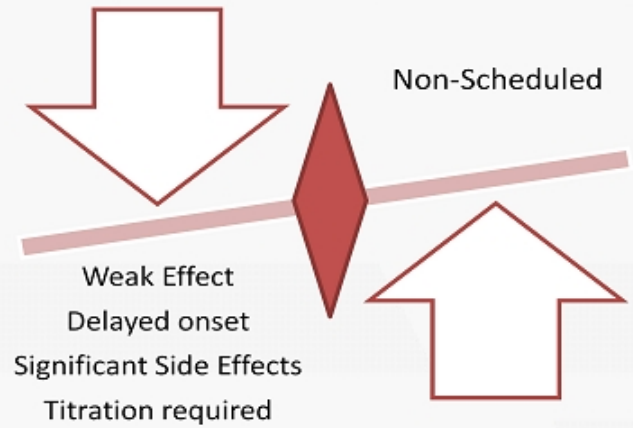 Non-Scheduled
Weak Effect
Delayed onset
Significant Side Effects
Titration required